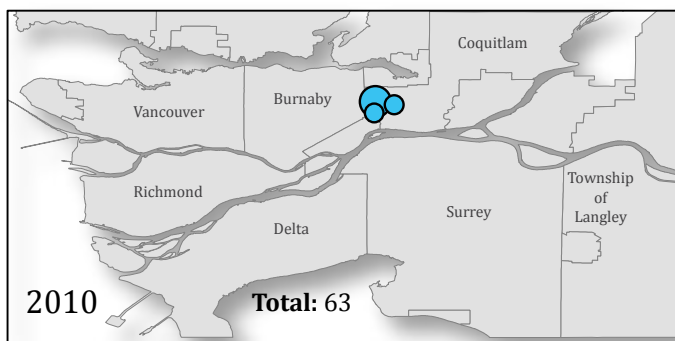 Coquitlam
Vancouver
Burnaby
Richmond
Township
of
Langley
Surrey
Delta
2010
Total: 63